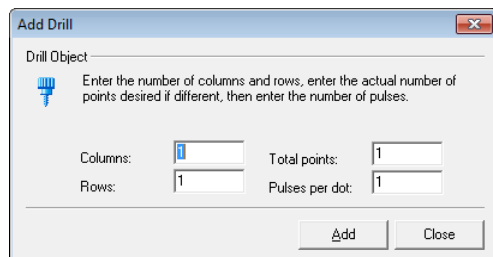 Add Drill
Drill Object
Enter the number of columns and rows, enter the actual number of
points desired if different, then enter the number of pulses.
Columns: 1 Total points: 1
Rows: 1 Pulses per dot: 1
Add Close